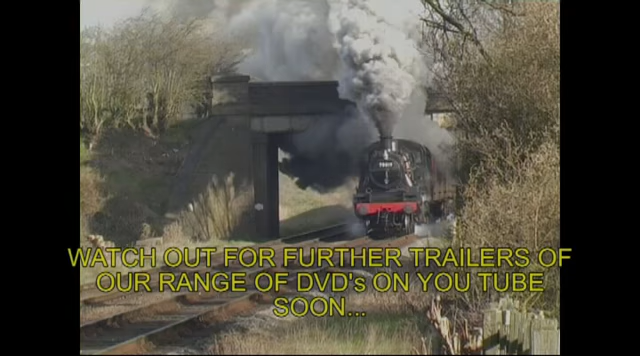 WATCH OUT FOR FURTHER TRAILERS OF
OUR RANGE OF DVD's ON YOU TUBE
SOON...